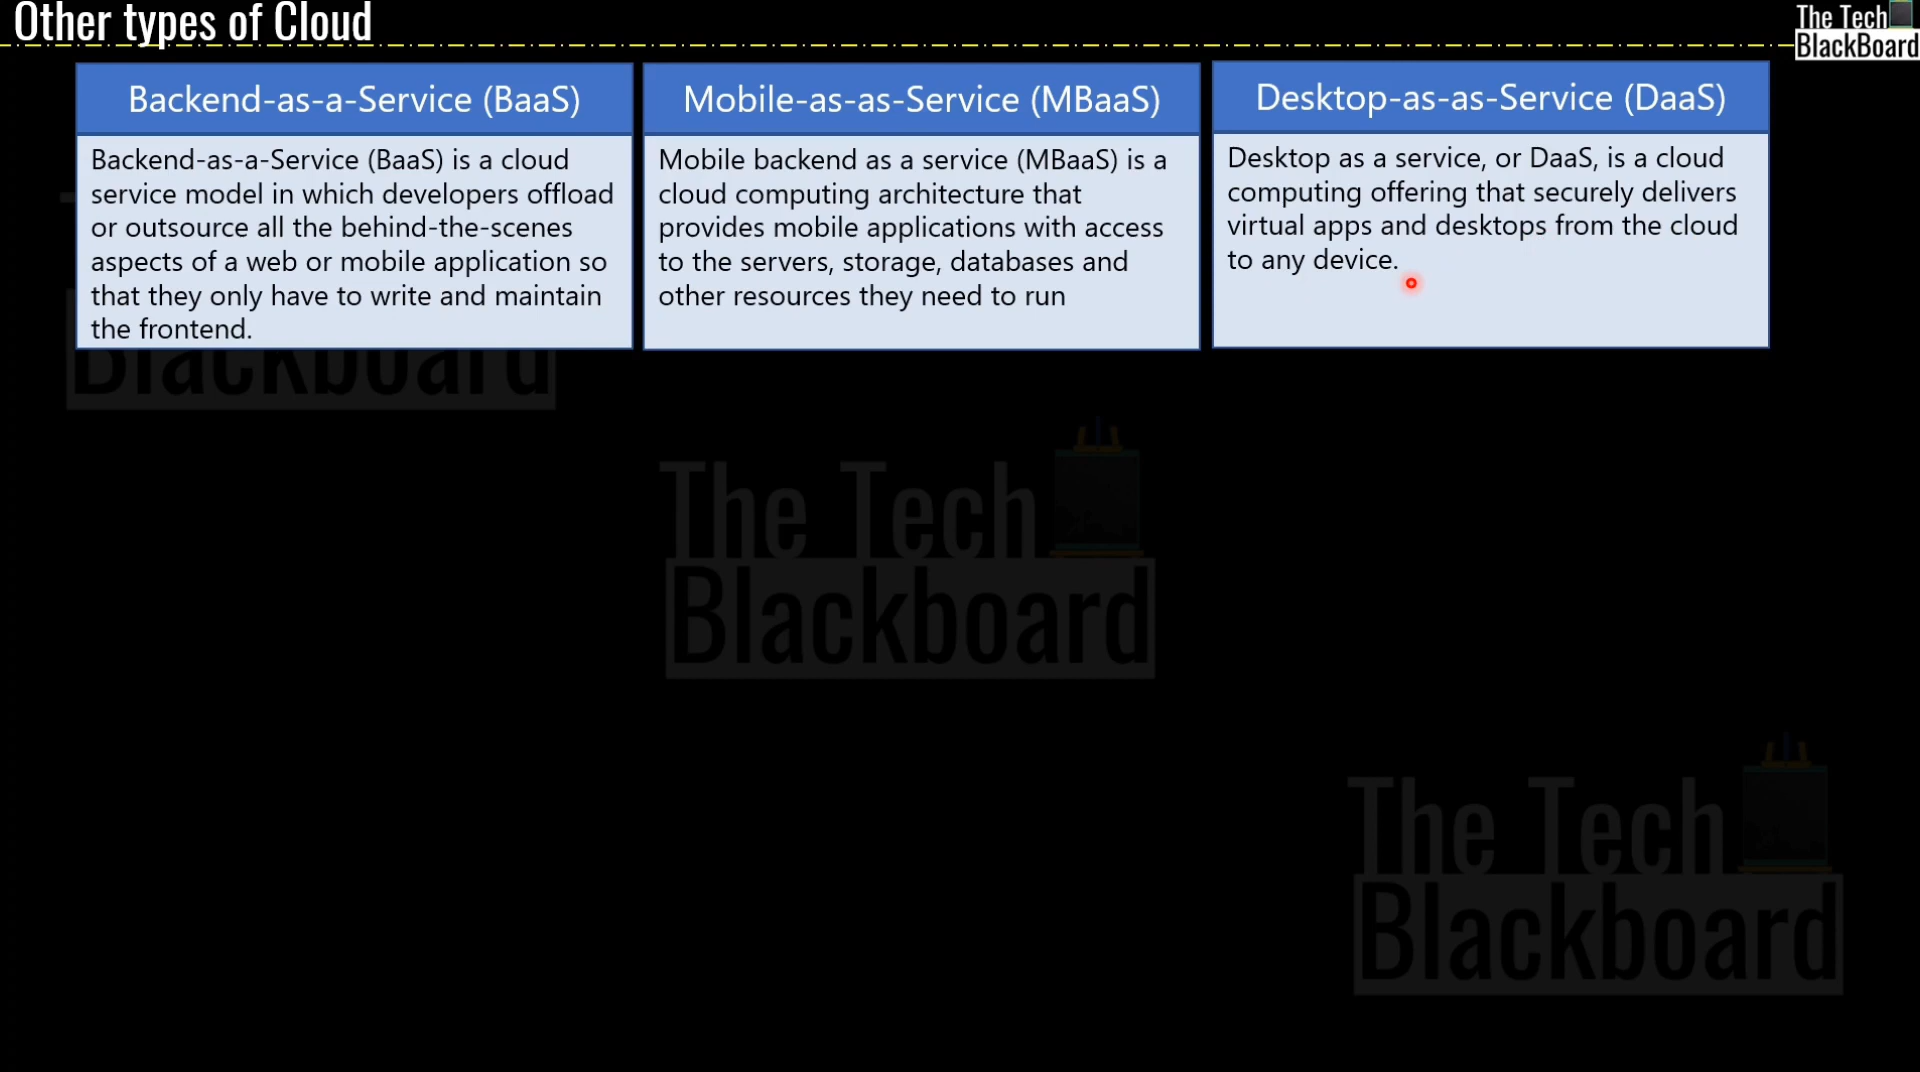 Other types of Cloud
The Tech
BlackBoard
Backend-as-a-Service (BaaS)
Backend-as-a-Service (BaaS) is a cloud
service model in which developers offload
or outsource all the behind-the-scenes
aspects of a web or mobile application so
that they only have to write and maintain
the frontend.
Mobile-as-as-Service (MBaaS)
Mobile backend as a service (MBaaS) is a
cloud computing architecture that
provides mobile applications with access
to the servers, storage, databases and
other resources they need to run
Desktop-as-as-Service (DaaS)
Desktop as a service, or DaaS, is a cloud
computing offering that securely delivers
virtual apps and desktops from the cloud
to any device.
Blackboard
The Tech
Blackboard
The Tech
Blackboard